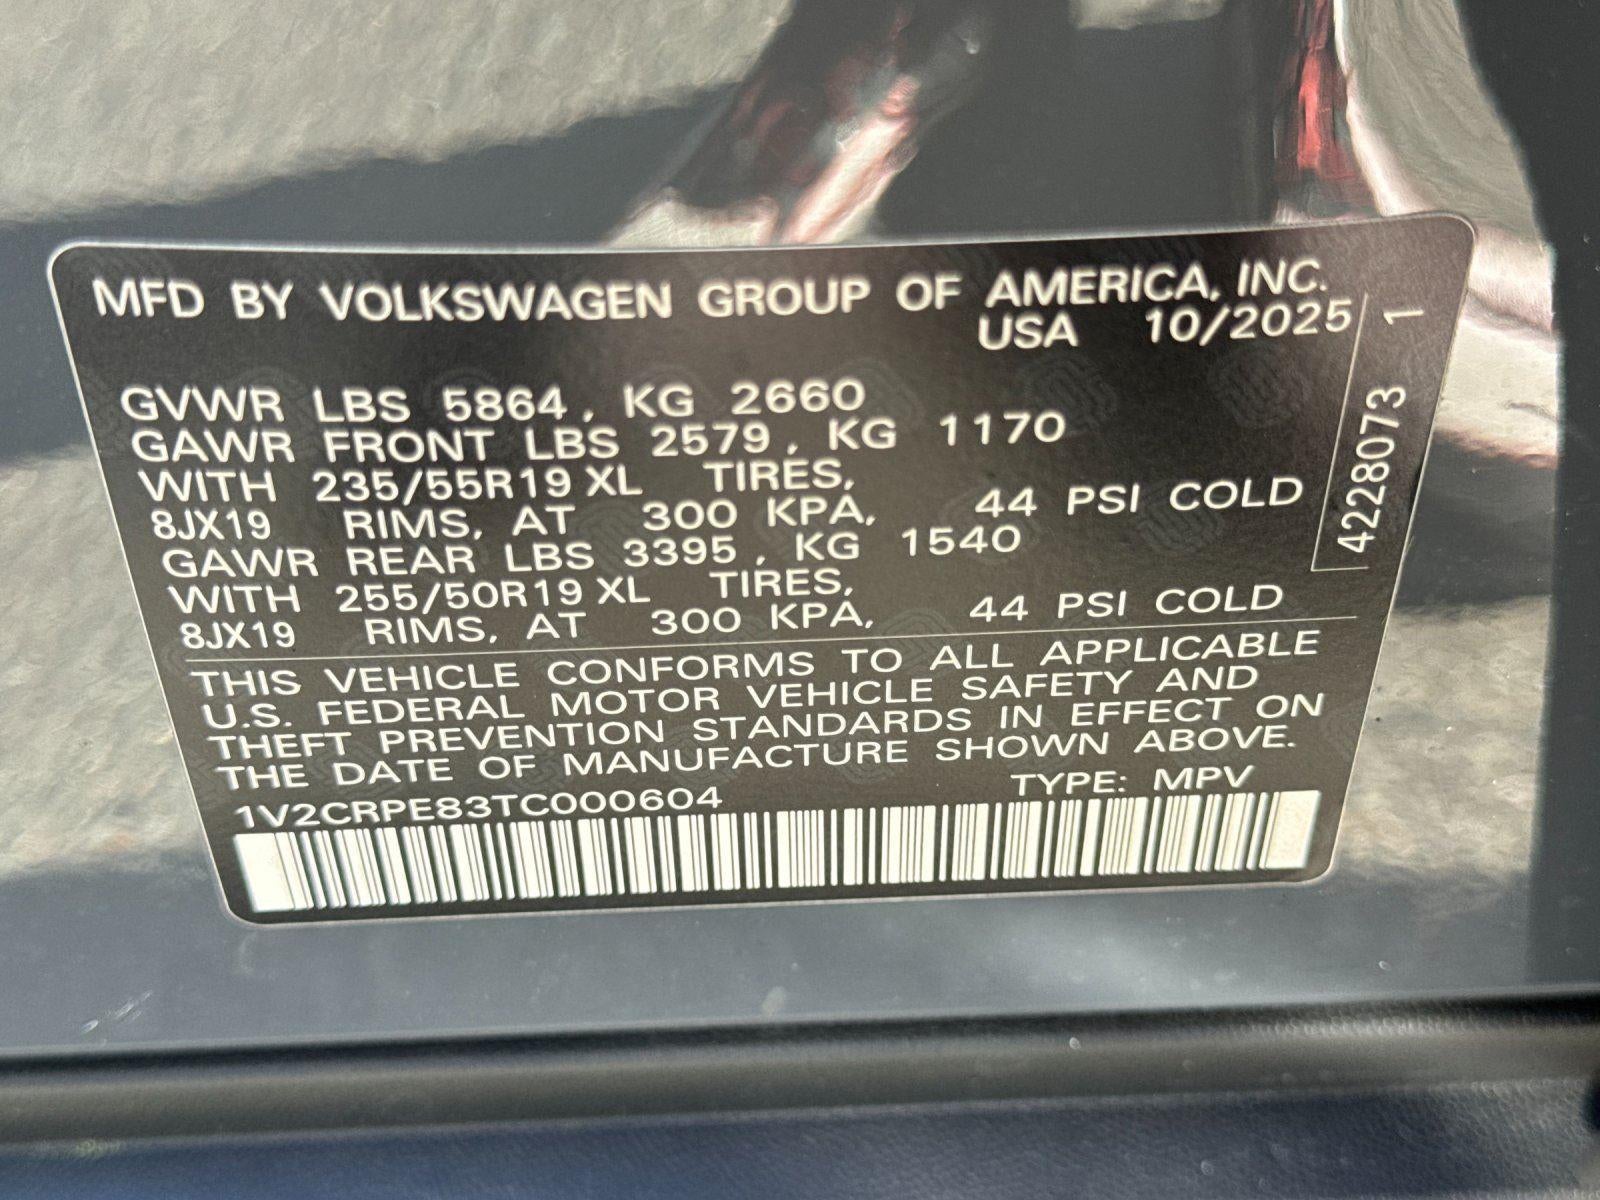 MFD BY VOLKSWAGEN GROUP OF AMERICA, INC.
USA 10/2025
GVWR LBS 5864, KG 2660
GAWR FRONT LBS 2579, KG 1170
WITH 235/55R19 XL TIRES,
8JX19 RIMS, AT 300 KPA, 44 PSI COLD
GAWR REAR LBS 3395, KG 1540
WITH 255/50R19 XL TIRES,
8JX19 RIMS, AT 300 KPA, 44 PSI COLD
THIS VEHICLE CONFORMS TO ALL APPLICABLE
U.S. FEDERAL MOTOR VEHICLE SAFETY AND
THEFT PREVENTION STANDARDS IN EFFECT ON
THE DATE OF MANUFACTURE SHOWN ABOVE.
1V2CRPE83TC000604 TYPE: MPV
4228073 1